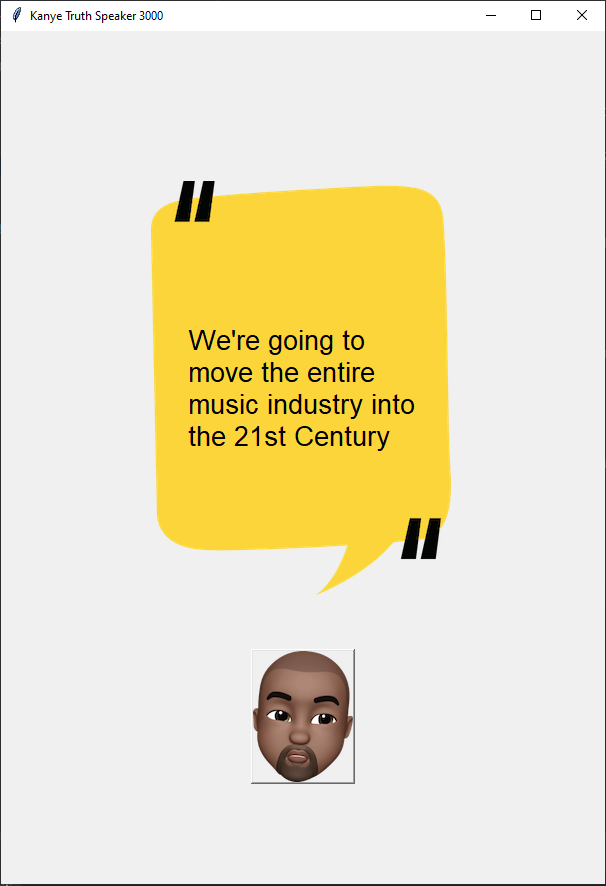 Kanye Truth Speaker 3000
"
We're going to
move the entire
music industry into
the 21st Century
"